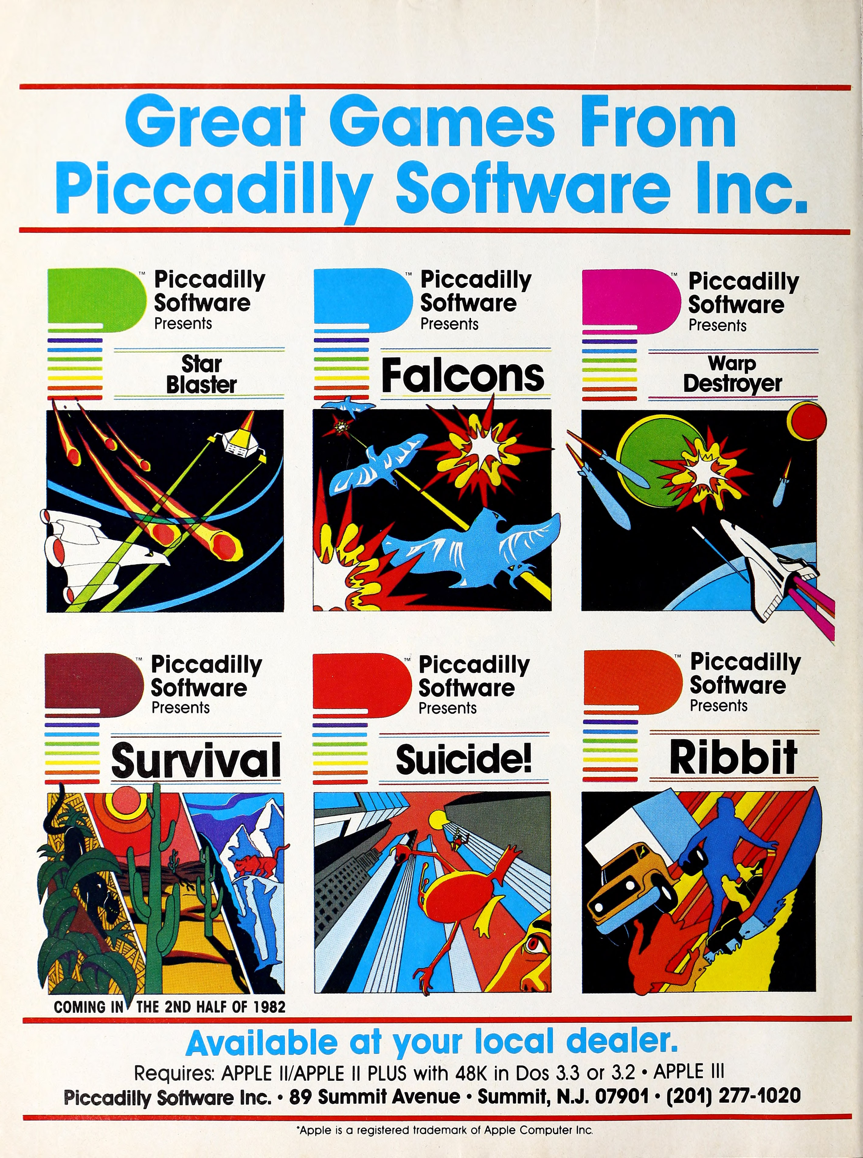 Great Games From
Piccadilly Software Inc.
™
Piccadilly
Software
Presents
Star
Blaster
™
Piccadilly
Software
Presents
Falcons
™
Piccadilly
Software
Presents
Warp
Destroyer
™
Piccadilly
Software
Presents
Survival
COMING IN THE 2ND HALF OF 1982
™
Piccadilly
Software
Presents
Suicide!
™
Piccadilly
Software
Presents
Ribbit
Available at your local dealer.
Requires: APPLE II/APPLE II PLUS with 48K in Dos 3.3 or 3.2 • APPLE III
Piccadilly Software Inc. • 89 Summit Avenue • Summit, N.J. 07901 • (201) 277-1020
*Apple is a registered trademark of Apple Computer Inc.